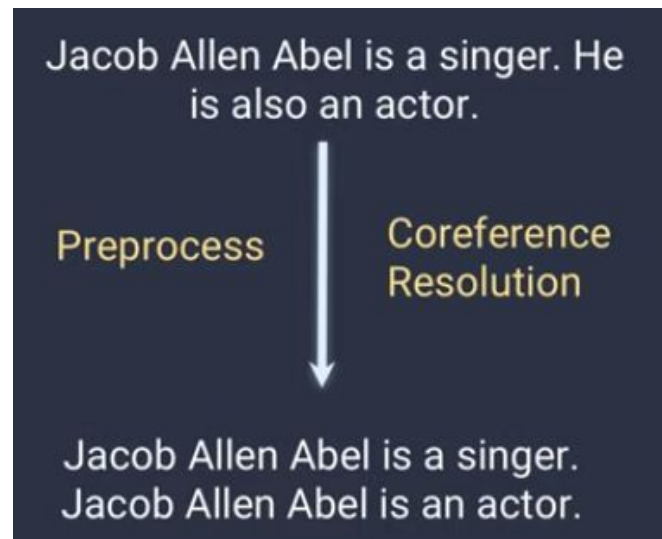 Jacob Allen Abel is a singer. He
is also an actor.
Preprocess
Coreference
Resolution
Jacob Allen Abel is a singer.
Jacob Allen Abel is an actor.